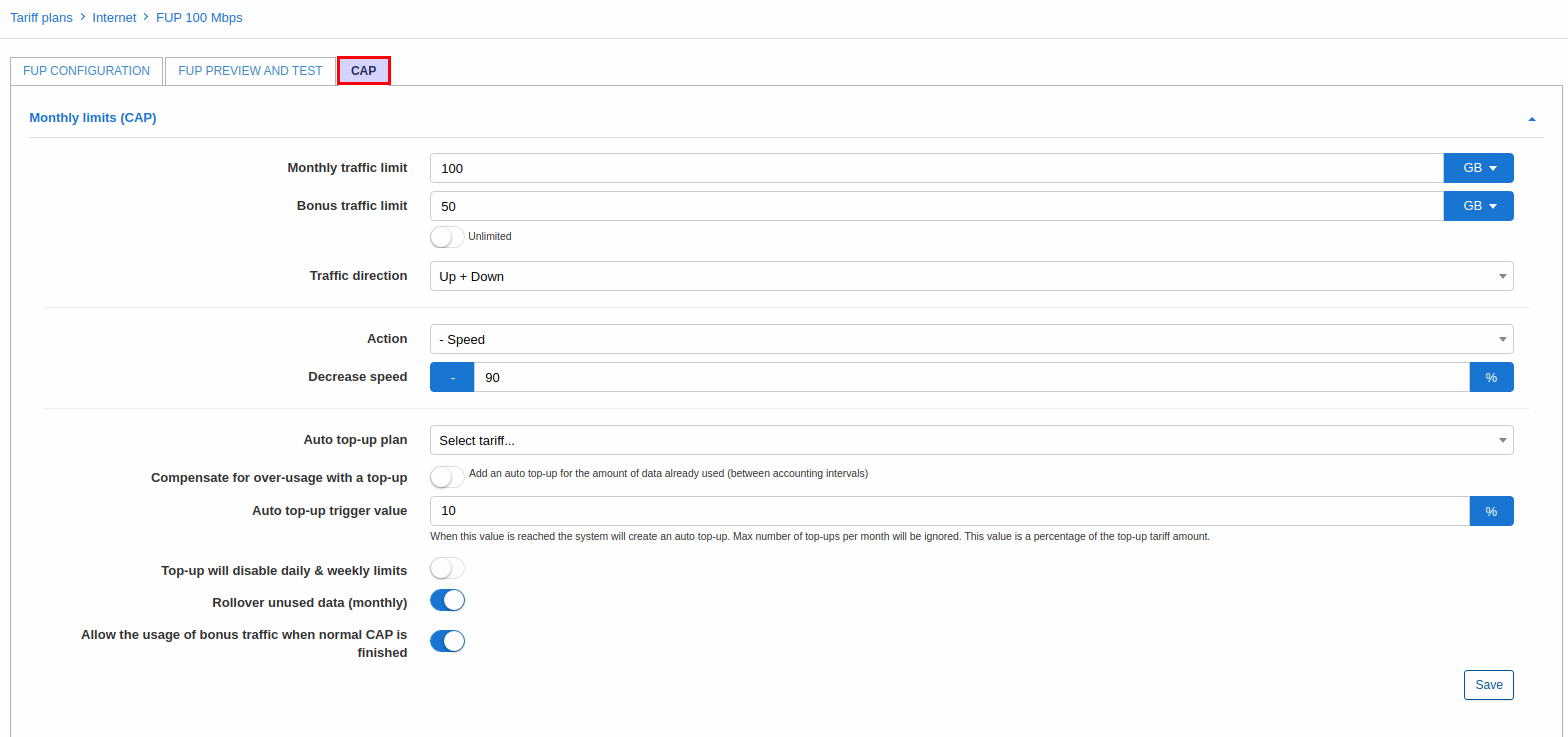 Tariff plans > Internet > FUP 100 Mbps
FUP CONFIGURATION FUP PREVIEW AND TEST CAP
Monthly limits (CAP)
Monthly traffic limit 100 GB
Bonus traffic limit 50 GB
Unlimited
Traffic direction Up + Down
Action - Speed
Decrease speed - 90 %
Auto top-up plan Select tariff...
Compensate for over-usage with a top-up Add an auto top-up for the amount of data already used (between accounting intervals)
Auto top-up trigger value 10 %
When this value is reached the system will create an auto top-up. Max number of top-ups per month will be ignored. This value is a percentage of the top-up tariff amount.
Top-up will disable daily & weekly limits
Rollover unused data (monthly)
Allow the usage of bonus traffic when normal CAP is
finished
Save